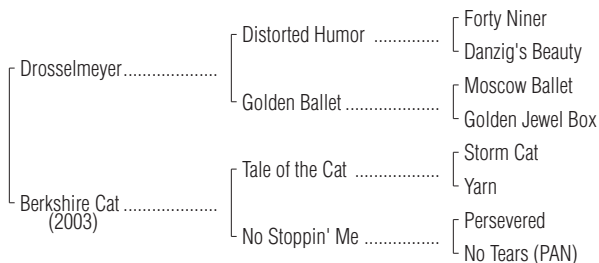 Forty Niner
Distorted Humor ..............
Danzig's Beauty
Drosselmeyer....................
Moscow Ballet
Golden Ballet ....................
Golden Jewel Box
Storm Cat
Tale of the Cat ..................
Yarn
Berkshire Cat ....................
(2003)
Persevered
No Stoppin' Me ................
No Tears (PAN)